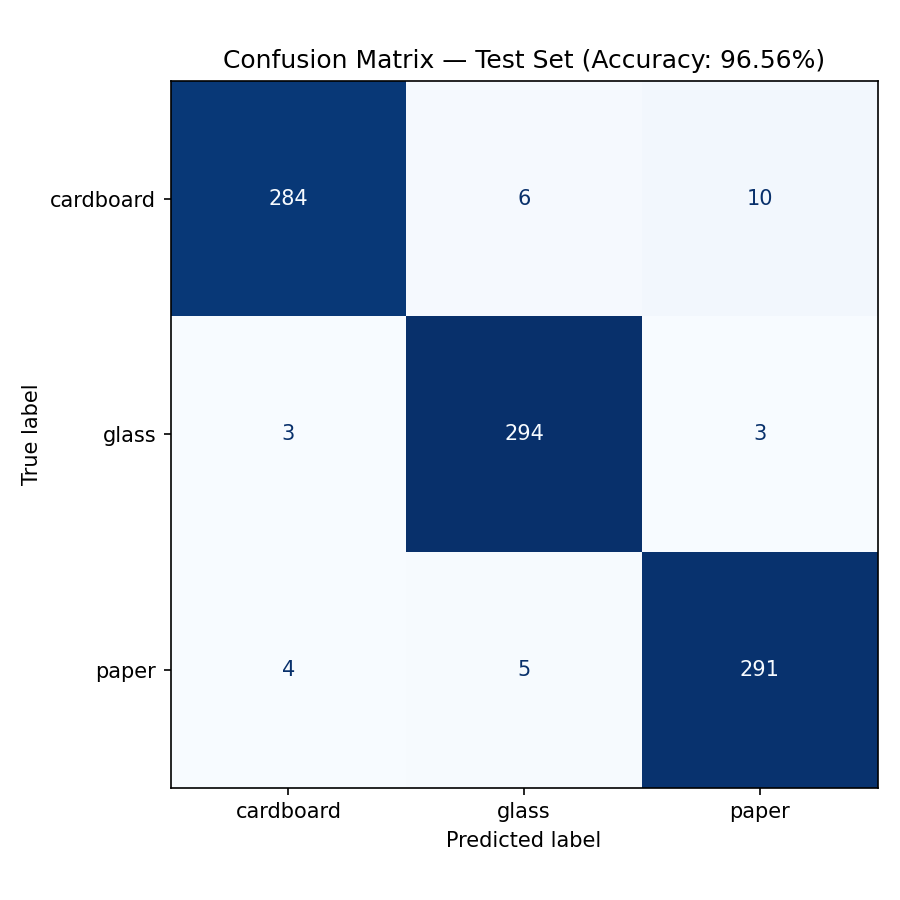 Confusion Matrix — Test Set (Accuracy: 96.56%)
cardboard 284 6 10
glass 3 294 3
paper 4 5 291
True label
cardboard glass paper
Predicted label